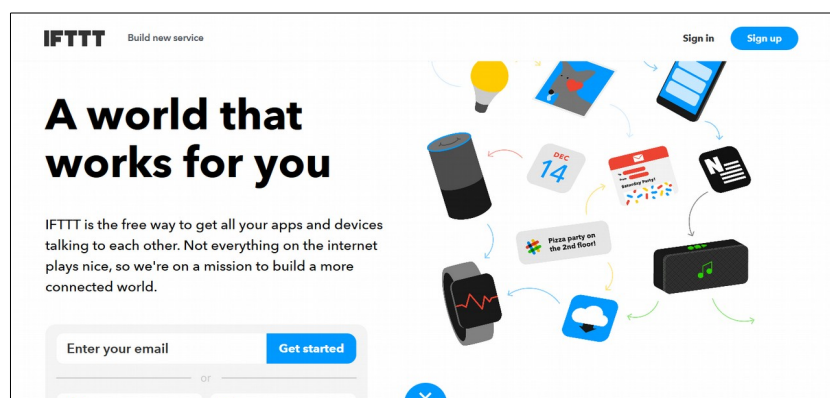 IFTTT
Build new service
Sign in
Sign up
A world that
works for you
IFTTT is the free way to get all your apps and devices
talking to each other. Not everything on the internet
plays nice, so we're on a mission to build a more
connected world.
Enter your email
Get started
or
DEC
14
To
From
Saturday Party!
N
Pizza party on
the 2nd floor!